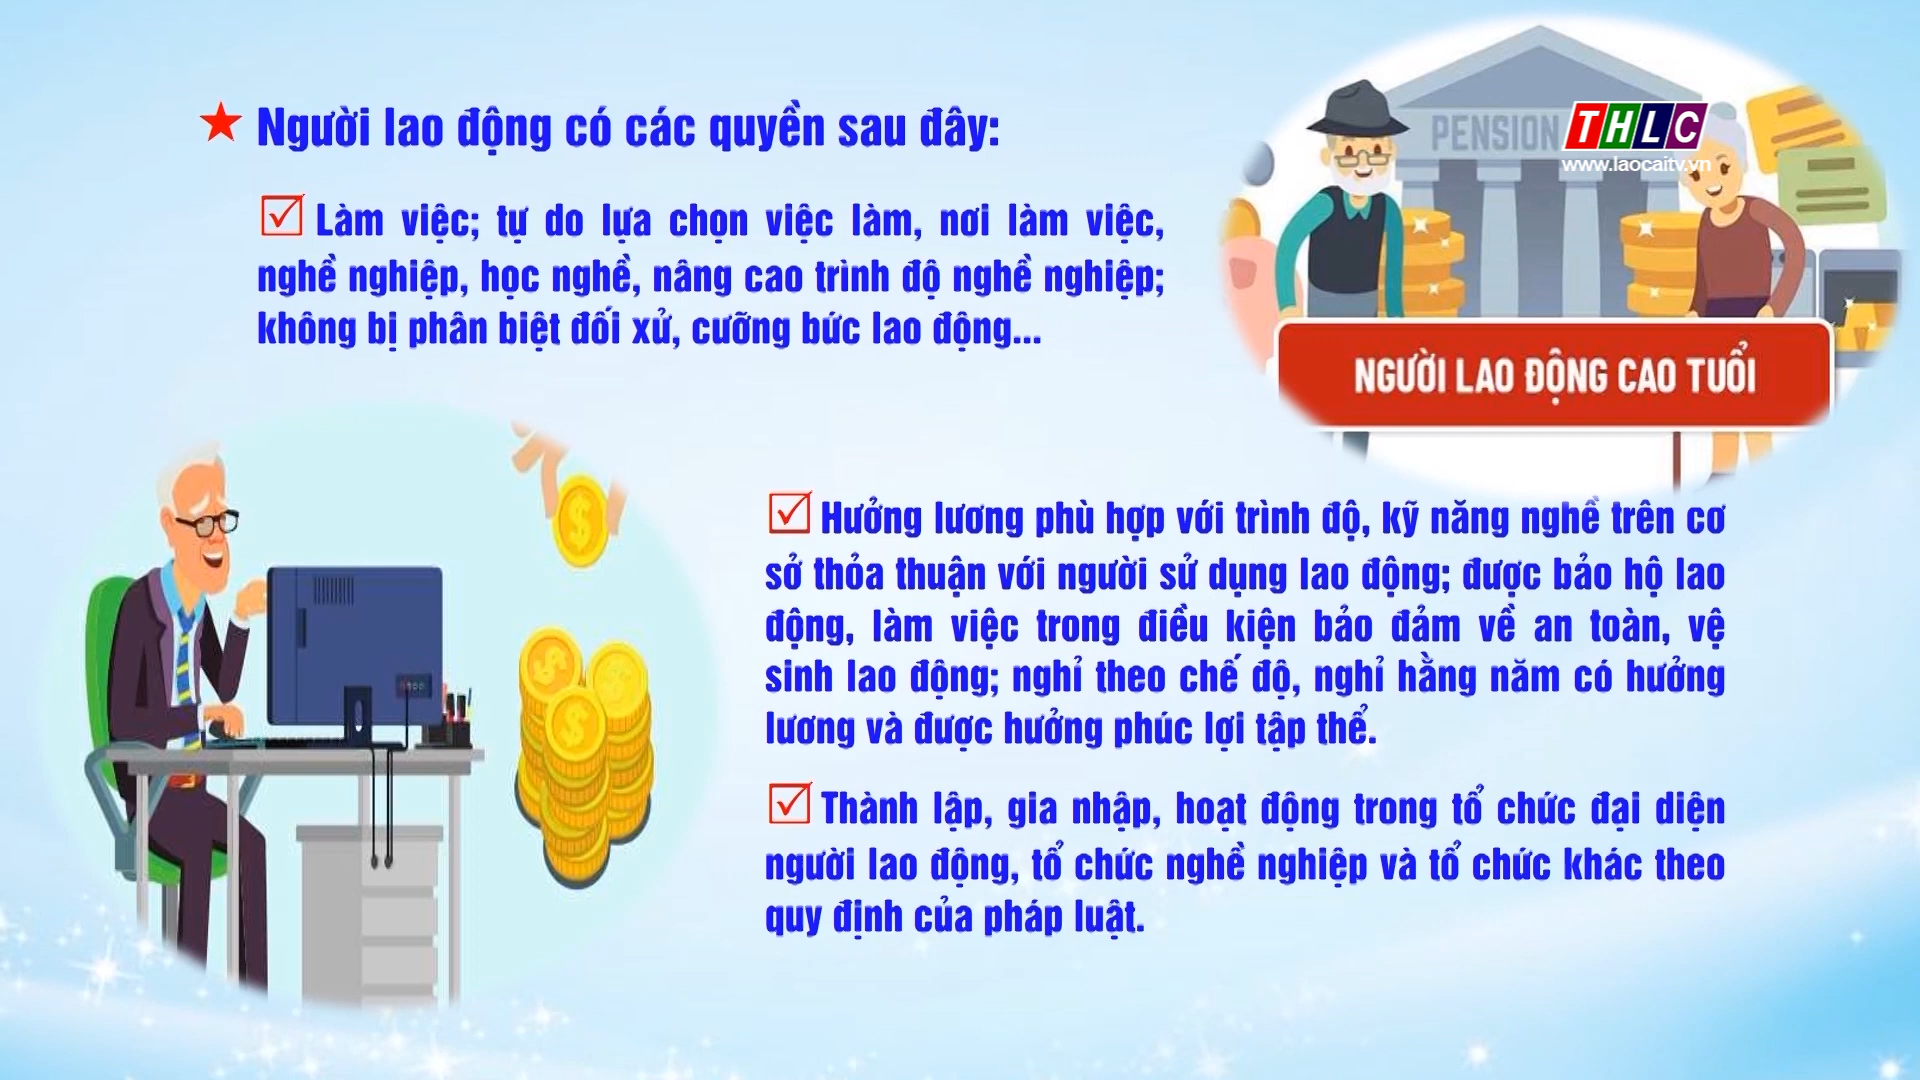 ★ Người lao động có các quyền sau đây:
☑ Làm việc; tự do lựa chọn việc làm, nơi làm việc,
nghề nghiệp, học nghề, nâng cao trình độ nghề nghiệp;
không bị phân biệt đối xử, cưỡng bức lao động...
PENSION
THLC
www.laocaitv.vn
NGƯỜI LAO ĐỘNG CAO TUỔI
☑ Hưởng lương phù hợp với trình độ, kỹ năng nghề trên cơ
sở thỏa thuận với người sử dụng lao động; được bảo hộ lao
động, làm việc trong điều kiện bảo đảm về an toàn, vệ
sinh lao động; nghỉ theo chế độ, nghỉ hằng năm có hưởng
lương và được hưởng phúc lợi tập thể.
☑ Thành lập, gia nhập, hoạt động trong tổ chức đại diện
người lao động, tổ chức nghề nghiệp và tổ chức khác theo
quy định của pháp luật.